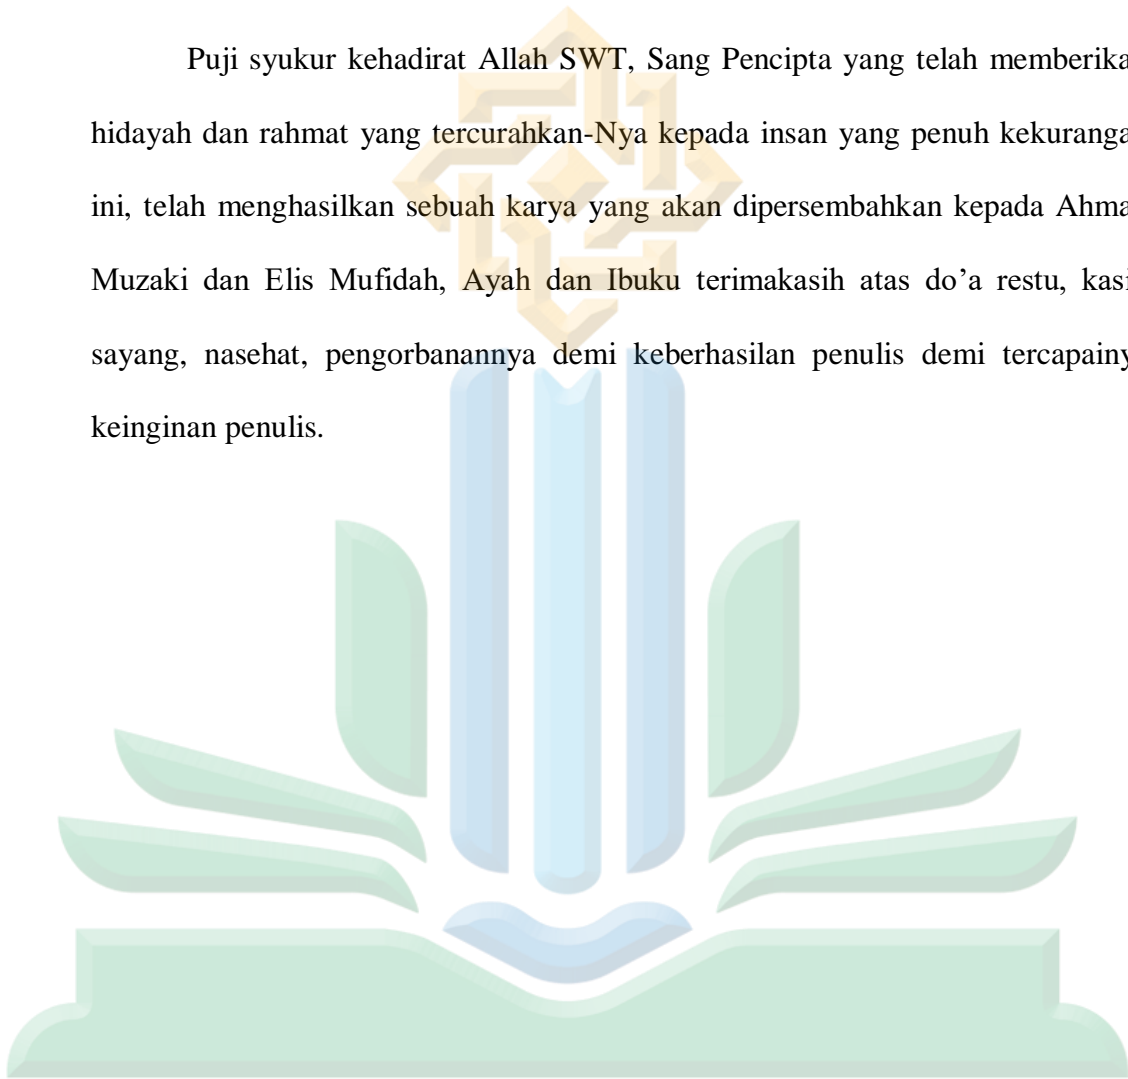 Puji syukur kehadirat Allah SWT, Sang Pencipta yang telah memberika
hidayah dan rahmat yang tercurahkan-Nya kepada insan yang penuh kekuranga
ini, telah menghasilkan sebuah karya yang akan dipersembahkan kepada Ahma
Muzaki dan Elis Mufidah, Ayah dan Ibuku terimakasih atas do’a restu, kasi
sayang, nasehat, pengorbanannya demi keberhasilan penulis demi tercapainy
keinginan penulis.